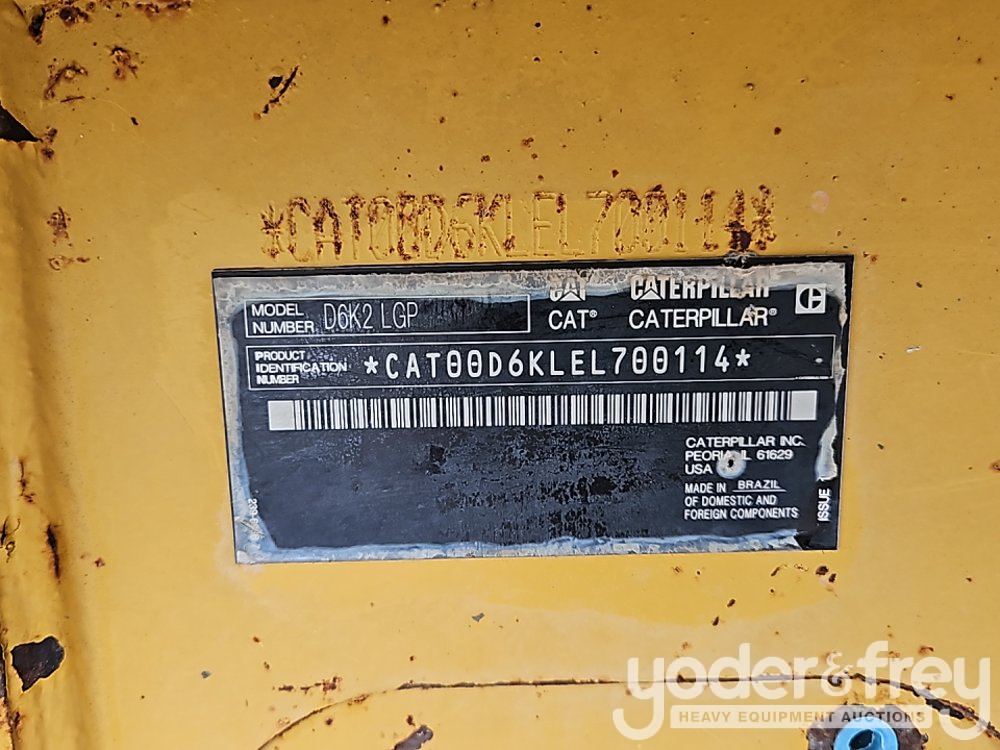 *CAT00D6KLEL700114*
MODEL NUMBER D6K2 LGP
CAT CATERPILLAR
CAT® CATERPILLAR®
PRODUCT IDENTIFICATION NUMBER *CAT00D6KLEL700114*
CATERPILLAR INC.
PEORIA IL 61629
USA
MADE IN BRAZIL
OF DOMESTIC AND
FOREIGN COMPONENTS
ISSUE
yoder&frey
HEAVY EQUIPMENT AUCTIONS